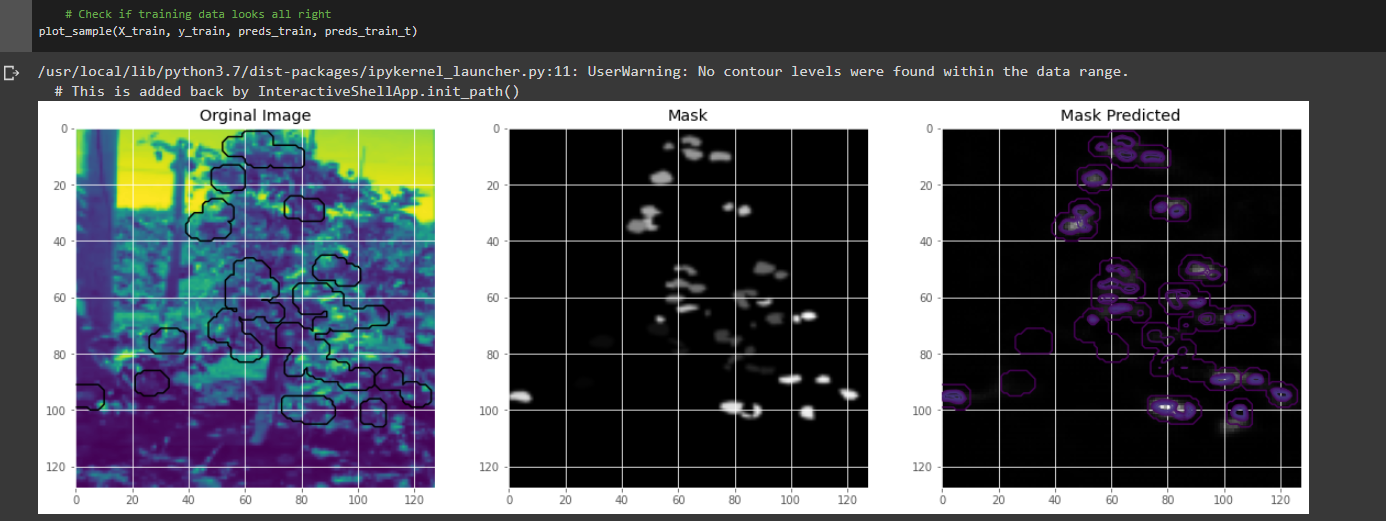 # Check if training data looks all right
plot_sample(X_train, y_train, preds_train, preds_train_t)
/usr/local/lib/python3.7/dist-packages/ipykernel_launcher.py:11: UserWarning: No contour levels were found within the data range.
# This is added back by InteractiveShellApp.init_path()
Orginal Image
0
20
40
60
80
100
120
0 20 40 60 80 100 120
Mask
0
20
40
60
80
100
120
0 20 40 60 80 100 120
Mask Predicted
0
20
40
60
80
100
120
0 20 40 60 80 100 120